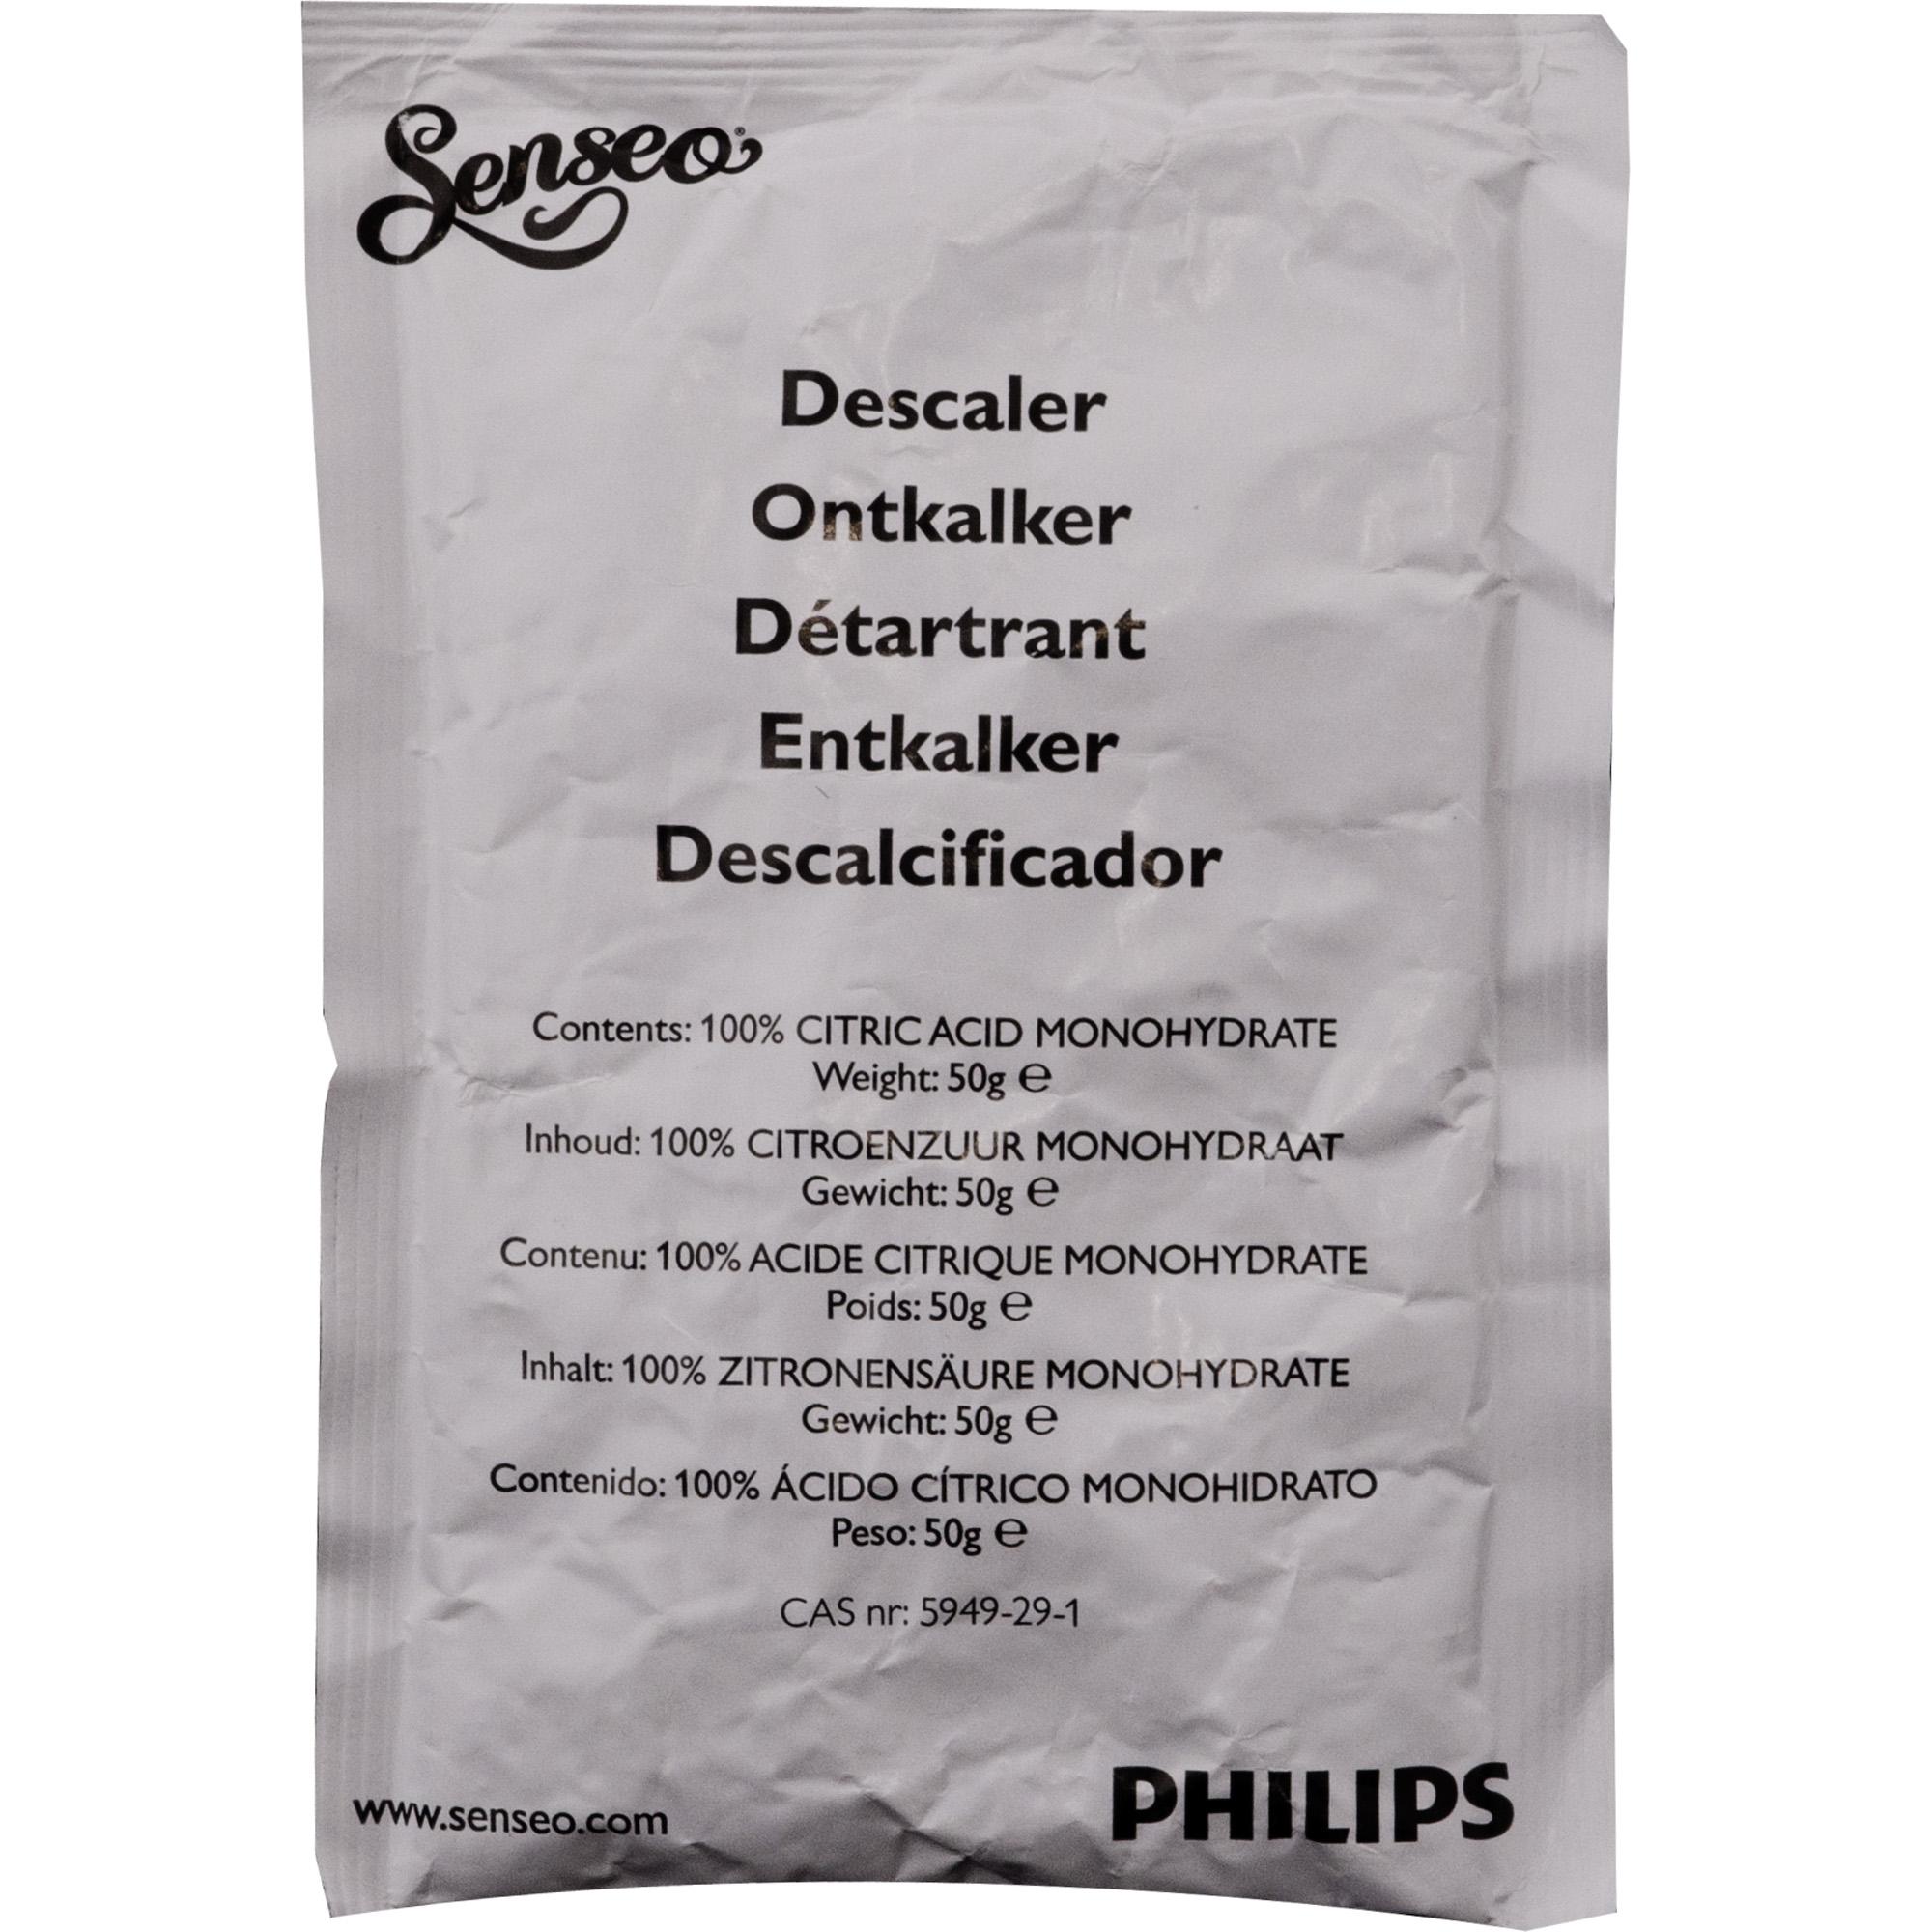 Senseo®
Descaler
Ontkalker
Détartrant
Entkalker
Descalcificador
Contents: 100% CITRIC ACID MONOHYDRATE
Weight: 50g ℮
Inhoud: 100% CITROENZUUR MONOHYDRAAT
Gewicht: 50g ℮
Contenu: 100% ACIDE CITRIQUE MONOHYDRATE
Poids: 50g ℮
Inhalt: 100% ZITRONENSÄURE MONOHYDRATE
Gewicht: 50g ℮
Contenido: 100% ÁCIDO CÍTRICO MONOHIDRATO
Peso: 50g ℮
CAS nr: 5949-29-1
www.senseo.com
PHILIPS